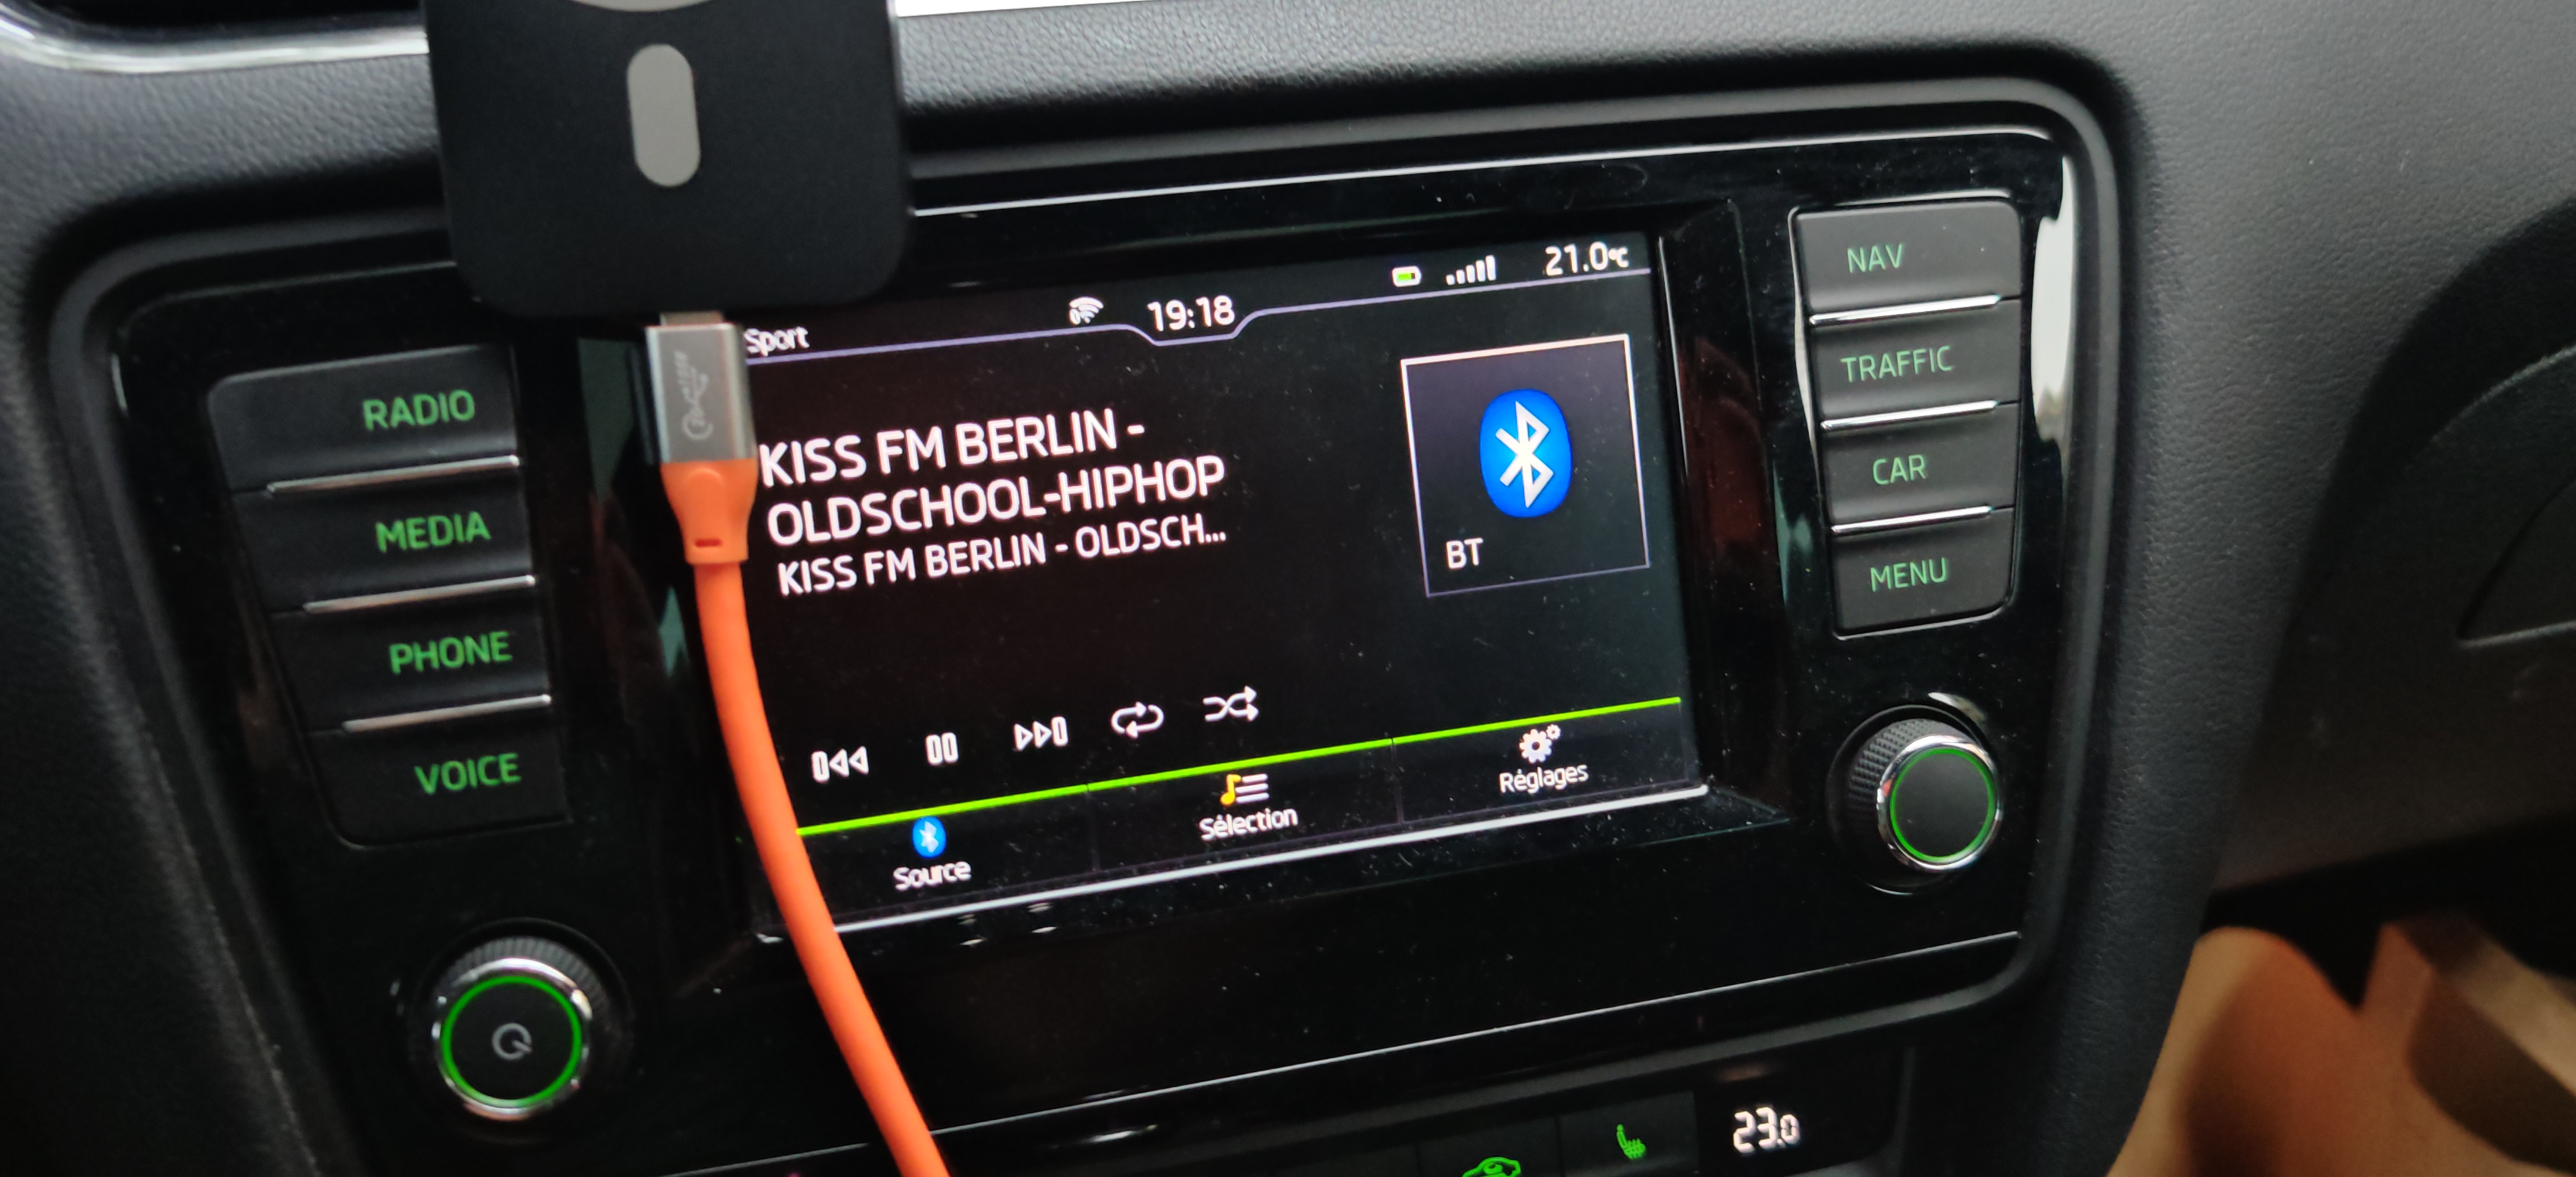 RADIO
MEDIA
PHONE
VOICE
Sport
19:18
21.0°C
KISS FM BERLIN -
OLDSCHOOL-HIPHOP
KISS FM BERLIN - OLDSCH...
BT
Source
Sélection
Réglages
NAV
TRAFFIC
CAR
MENU
23.0